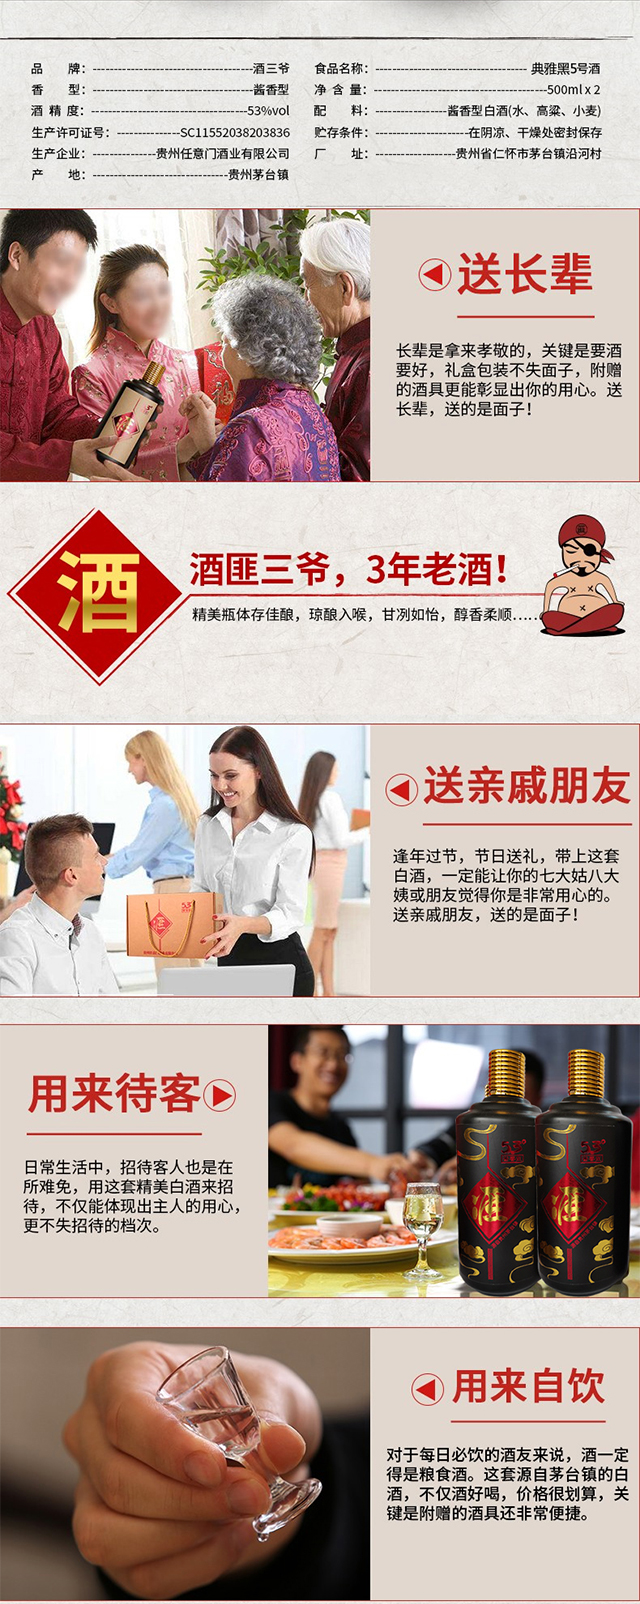 品 牌：--------------------------------------酒三爷
食品名称：------------------------------典雅黑5号酒
香 型：--------------------------------------酱香型
净 含 量：-----------------------------------------500ml x 2
酒 精 度：-------------------------------------53%vol
配 料：-----------------酱香型白酒(水、高粱、小麦)
生产许可证号：---------------SC11552038203836
贮存条件：----------------------在阴凉、干燥处密封保存
生产企业：---------------贵州任意门酒业有限公司
厂 址：-------------------贵州省仁怀市茅台镇沿河村
产 地：--------------------------------贵州茅台镇
送长辈
长辈是拿来孝敬的，关键是要酒
要好，礼盒包装不失面子，附赠
的酒具更能彰显出你的用心。送
长辈，送的是面子！
酒
酒匪三爷，3年老酒！
精美瓶体存佳酿，琼酿入喉，甘冽如怡，醇香柔顺……
送亲戚朋友
逢年过节，节日送礼，带上这套
白酒，一定能让你的七大姑八大
姨或朋友觉得你是非常用心的。
送亲戚朋友，送的是面子！
用来待客
日常生活中，招待客人也是在
所难免，用这套精美白酒来招
待，不仅能体现出主人的用心，
更不失招待的档次。
用来自饮
对于每日必饮的酒友来说，酒一定
得是粮食酒。这套源自茅台镇的白
酒，不仅酒好喝，价格很划算，关
键是附赠的酒具还非常便捷。